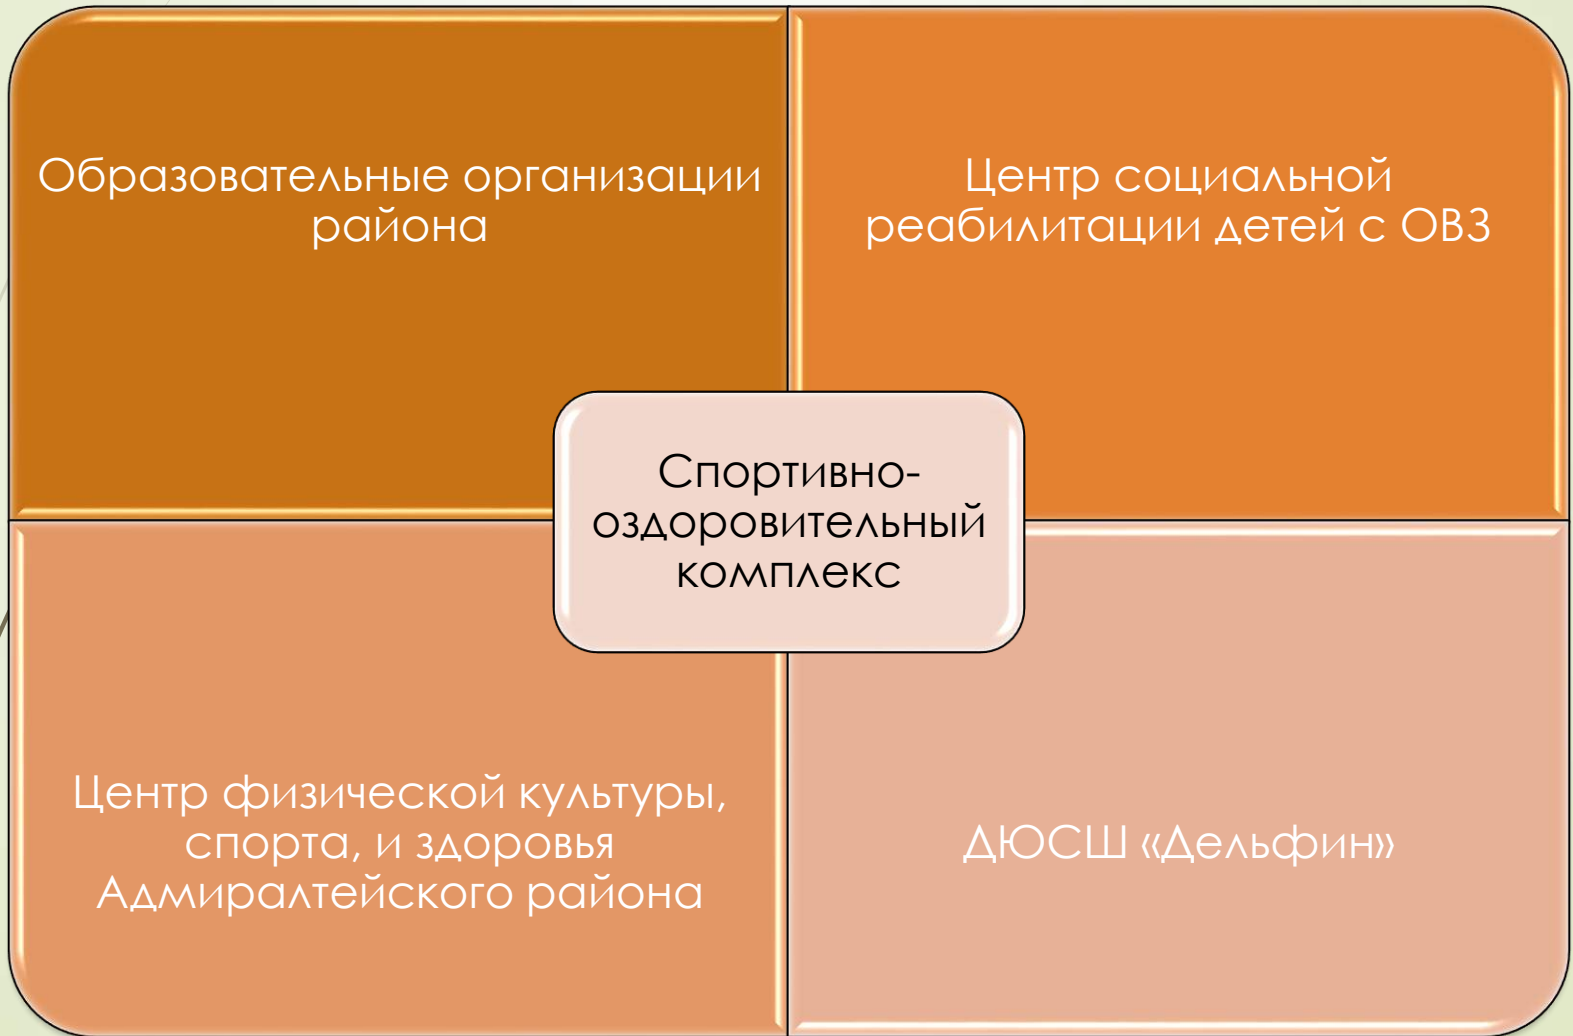 Образовательные организации
района
Центр социальной
реабилитации детей с ОВЗ
Спортивно-
оздоровительный
комплекс
Центр физической культуры,
спорта, и здоровья
Адмиралтейского района
ДЮСШ «Дельфин»